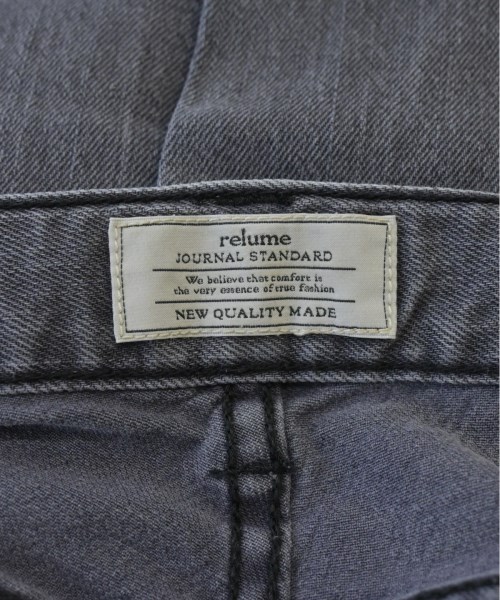 relume
JOURNAL STANDARD
We believe that comfort is
the very essence of true fashion
NEW QUALITY MADE